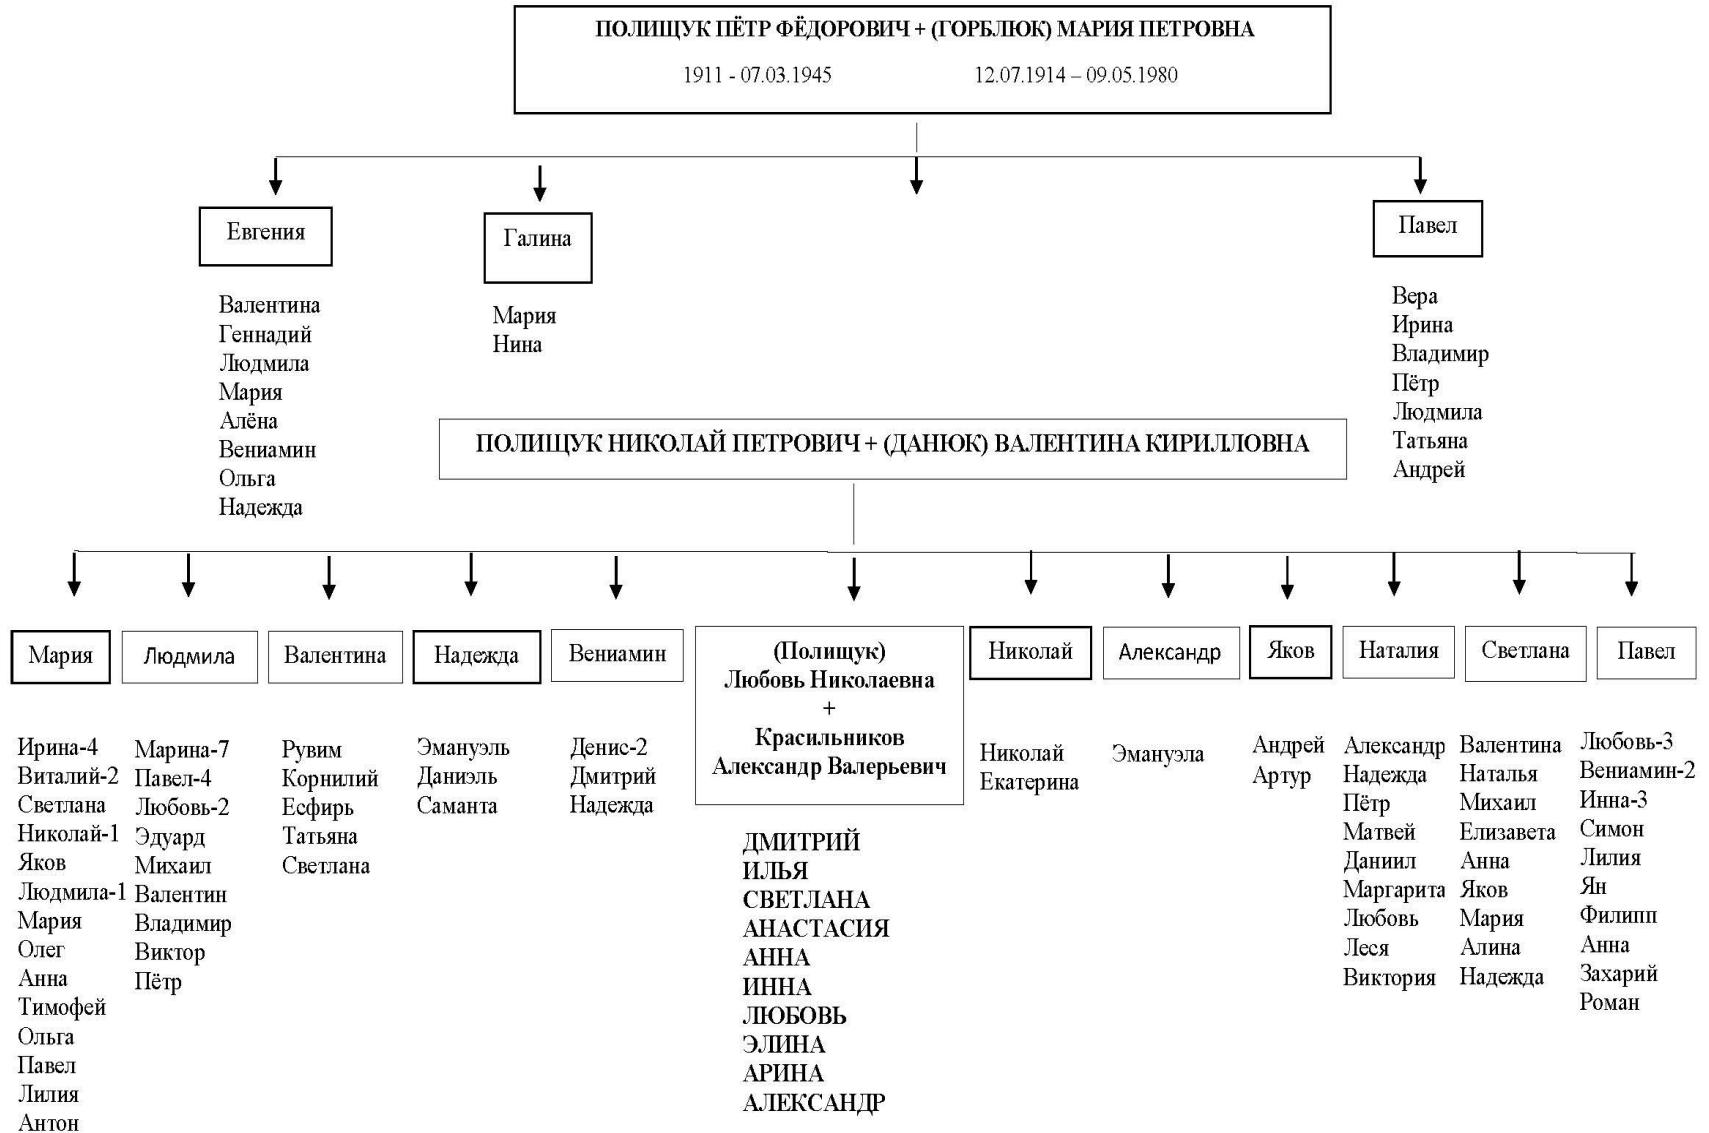 ПОЛИЩУК ПЁТР ФЁДОРОВИЧ + (ГОРБЛЮК) МАРИЯ ПЕТРОВНА
1911 - 07.03.1945 12.07.1914 – 09.05.1980
Евгения
Валентина
Геннадий
Людмила
Мария
Алёна
Вениамин
Ольга
Надежда
Галина
Мария
Нина
Павел
Вера
Ирина
Владимир
Пётр
Людмила
Татьяна
Андрей
ПОЛИЩУК НИКОЛАЙ ПЕТРОВИЧ + (ДАНЮК) ВАЛЕНТИНА КИРИЛЛОВНА
Мария
Ирина-4
Виталий-2
Светлана
Николай-1
Яков
Людмила-1
Мария
Олег
Анна
Тимофей
Ольга
Павел
Лилия
Антон
Людмила
Марина-7
Павел-4
Любовь-2
Эдуард
Михаил
Валентин
Владимир
Виктор
Пётр
Валентина
Рувим
Корнилий
Есфирь
Татьяна
Светлана
Надежда
Эмануэль
Даниэль
Саманта
Вениамин
Денис-2
Дмитрий
Надежда
(Полищук)
Любовь Николаевна
+
Красильников
Александр Валерьевич
ДМИТРИЙ
ИЛЬЯ
СВЕТЛАНА
АНАСТАСИЯ
АННА
ИННА
ЛЮБОВЬ
ЭЛИНА
АРИНА
АЛЕКСАНДР
Николай
Николай
Екатерина
Александр
Эмануэла
Яков
Андрей
Артур
Наталия
Александр
Надежда
Пётр
Матвей
Даниил
Маргарита
Любовь
Леся
Виктория
Светлана
Валентина
Наталья
Михаил
Елизавета
Анна
Яков
Мария
Алина
Надежда
Павел
Любовь-3
Вениамин-2
Инна-3
Симон
Лилия
Ян
Филипп
Анна
Захарий
Роман